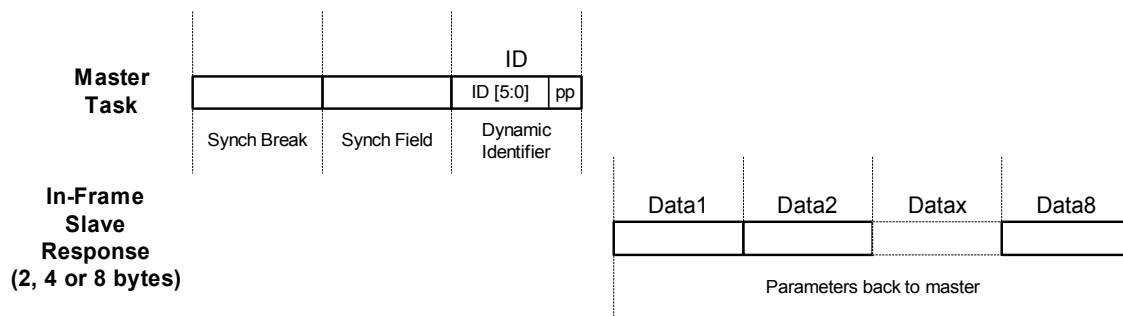 ID
Master
Task
ID [5:0] pp
Synch Break Synch Field Dynamic
Identifier
In-Frame
Slave
Response
(2, 4 or 8 bytes)
Data1 Data2 Datax Data8
Parameters back to master